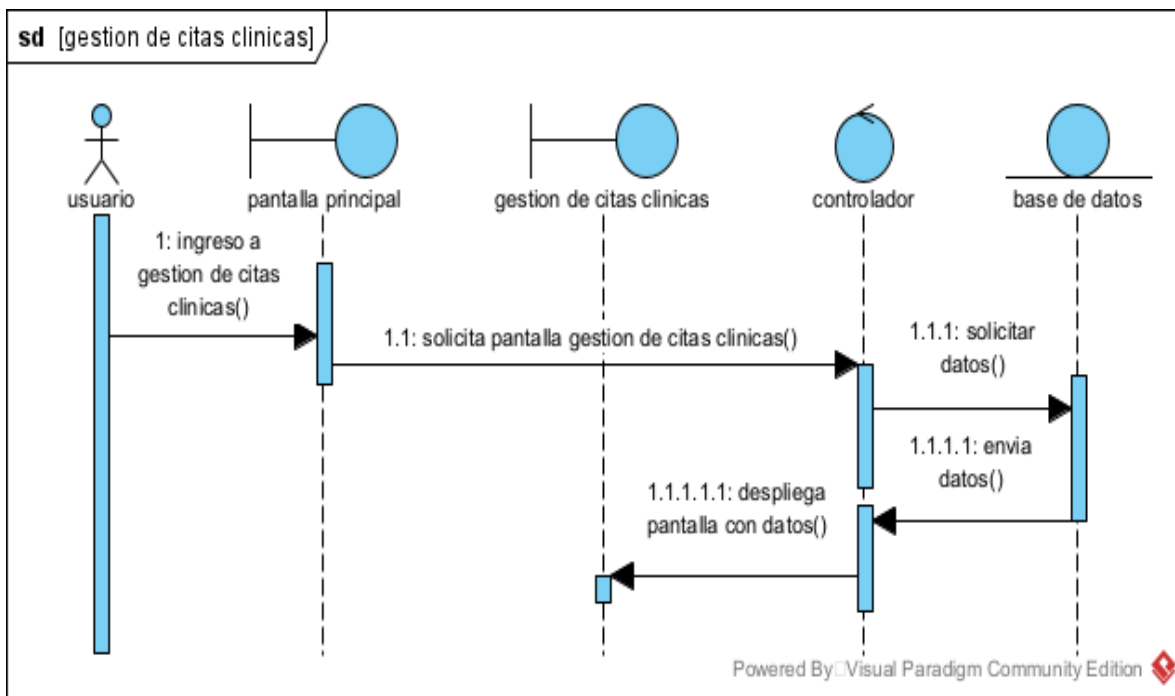 sd [gestion de citas clinicas]
usuario
pantalla principal
gestion de citas clinicas
controlador
base de datos
1: ingreso a
gestion de citas
clinicas()
1.1: solicita pantalla gestion de citas clinicas()
1.1.1: solicitar
datos()
1.1.1.1: envia
datos()
1.1.1.1.1: despliega
pantalla con datos()
Powered By Visual Paradigm Community Edition